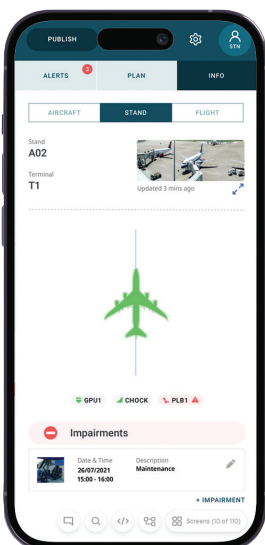 PUBLISH
STN
ALERTS
3
PLAN
INFO
AIRCRAFT
STAND
FLIGHT
Stand
A02
Terminal
T1
Updated 3 mins ago
GPU1
CHOCK
PLB1
Impairments
Date & Time
Description
26/07/2021
Maintenance
15:00 - 16:00
+ IMPAIRMENT
</>
Screens (10 of 110)